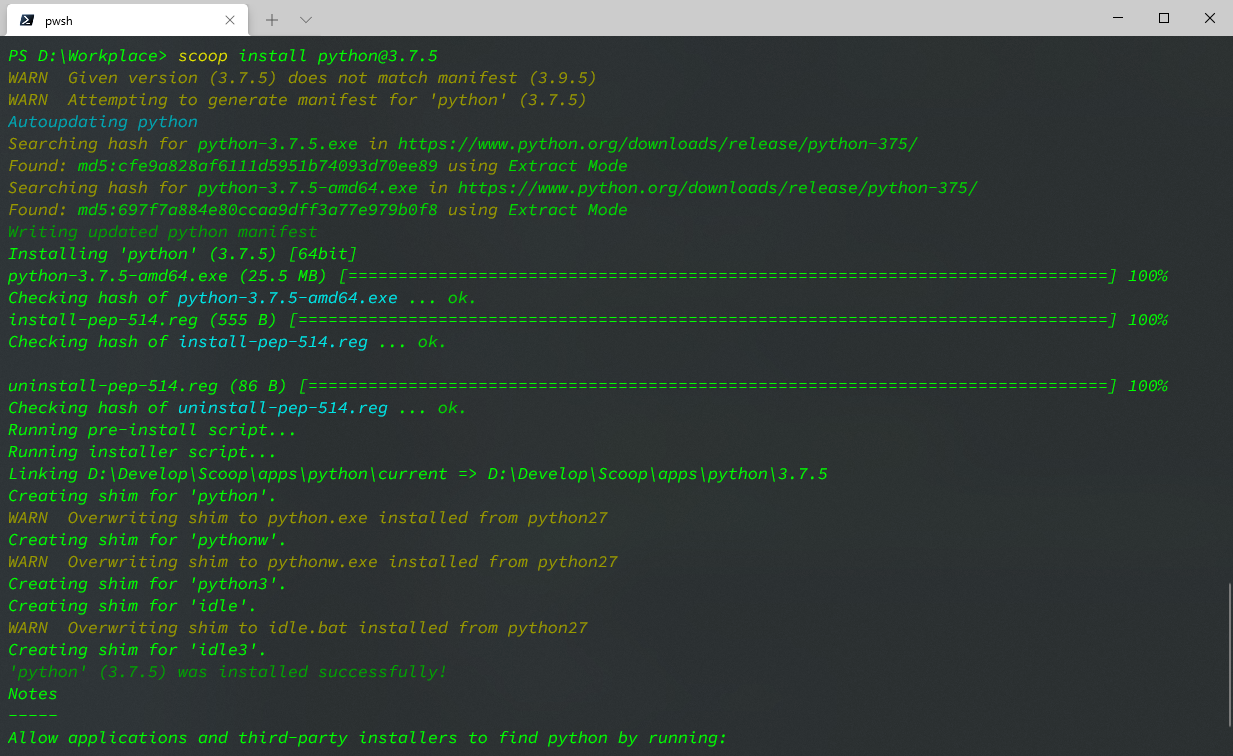 pwsh
PS D:\Workplace> scoop install python@3.7.5
WARN  Given version (3.7.5) does not match manifest (3.9.5)
WARN  Attempting to generate manifest for 'python' (3.7.5)
Autoupdating python
Searching hash for python-3.7.5.exe in https://www.python.org/downloads/release/python-375/
Found: md5:cfe9a828af6111d5951b74093d70ee89 using Extract Mode
Searching hash for python-3.7.5-amd64.exe in https://www.python.org/downloads/release/python-375/
Found: md5:697f7a884e80ccaa9dff3a77e979b0f8 using Extract Mode
Writing updated python manifest
Installing 'python' (3.7.5) [64bit]
python-3.7.5-amd64.exe (25.5 MB) [============================================================================] 100%
Checking hash of python-3.7.5-amd64.exe ... ok.
install-pep-514.reg (555 B) [=================================================================================] 100%
Checking hash of install-pep-514.reg ... ok.
uninstall-pep-514.reg (86 B) [================================================================================] 100%
Checking hash of uninstall-pep-514.reg ... ok.
Running pre-install script...
Running installer script...
Linking D:\Develop\Scoop\apps\python\current => D:\Develop\Scoop\apps\python\3.7.5
Creating shim for 'python'.
WARN  Overwriting shim to python.exe installed from python27
Creating shim for 'pythonw'.
WARN  Overwriting shim to pythonw.exe installed from python27
Creating shim for 'python3'.
Creating shim for 'idle'.
WARN  Overwriting shim to idle.bat installed from python27
Creating shim for 'idle3'.
'python' (3.7.5) was installed successfully!
Notes
-----
Allow applications and third-party installers to find python by running: